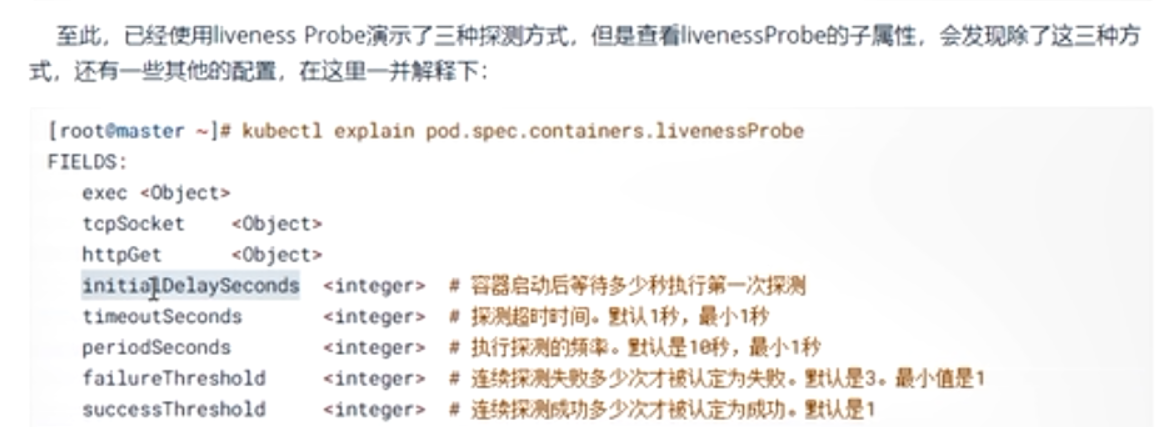 至此，已经使用liveness Probe演示了三种探测方式，但是查看livenessProbe的子属性，会发现除了这三种方
式，还有一些其他的配置，在这里一并解释下：
[root@master ~]# kubectl explain pod.spec.containers.livenessProbe
FIELDS:
exec <Object>
tcpSocket <Object>
httpGet <Object>
initialDelaySeconds <integer> # 容器启动后等待多少秒执行第一次探测
timeoutSeconds <integer> # 探测超时时间。默认1秒，最小1秒
periodSeconds <integer> # 执行探测的频率。默认是10秒，最小1秒
failureThreshold <integer> # 连续探测失败多少次才被认定为失败。默认是3。最小值是1
successThreshold <integer> # 连续探测成功多少次才被认定为成功。默认是1